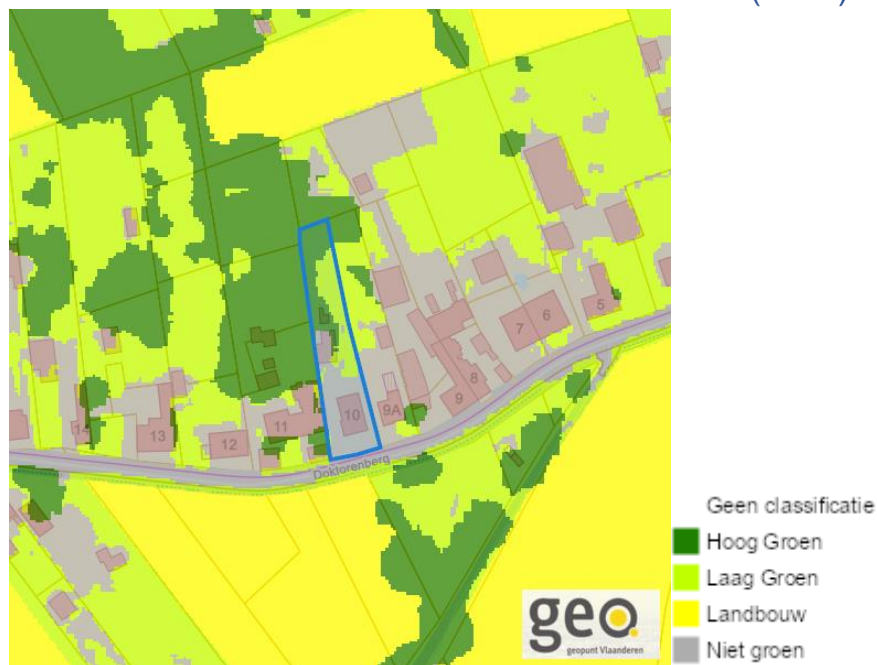 14
13
12
11
10
9A
9
8
7
6
5
Doktorenberg
geo
geopunt Vlaanderen
Geen classificatie
Hoog Groen
Laag Groen
Landbouw
Niet groen